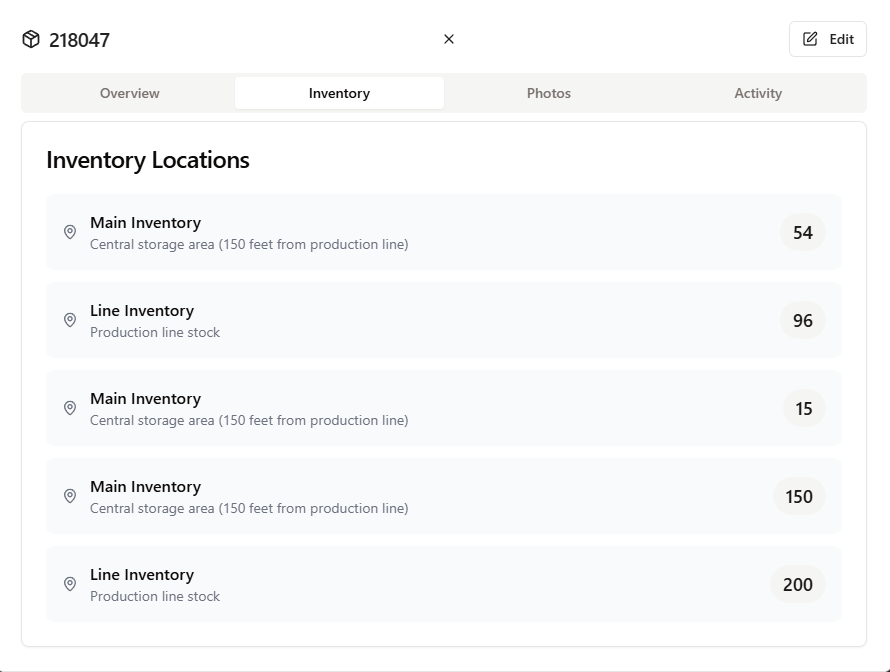 218047
Edit
Overview
Inventory
Photos
Activity
Inventory Locations
Main Inventory
Central storage area (150 feet from production line)
54
Line Inventory
Production line stock
96
Main Inventory
Central storage area (150 feet from production line)
15
Main Inventory
Central storage area (150 feet from production line)
150
Line Inventory
Production line stock
200